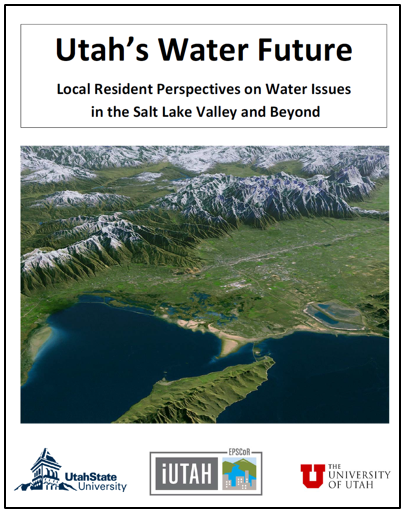 Utah's Water Future
Local Resident Perspectives on Water Issues
in the Salt Lake Valley and Beyond
UtahState
University
EPSCoR
iUTAH
U
THE
UNIVERSITY
OF UTAH